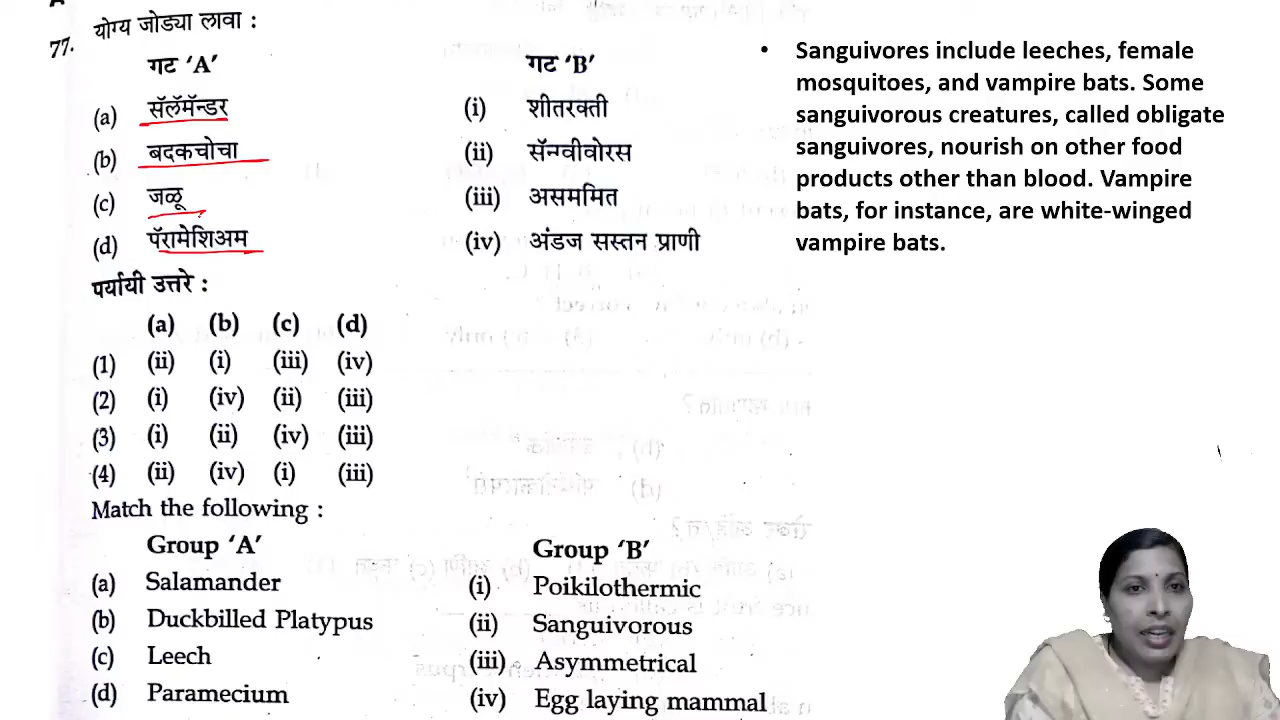 77. योग्य जोड्या लावा :
गट ‘A’ गट ‘B’
(a) सॅलॅमॅन्डर (i) शीतरक्ती
(b) बदकचोचा (ii) सॅन्ग्वीवोरस
(c) जळू (iii) असममित
(d) पॅरामेशिअम (iv) अंडज सस्तन प्राणी
पर्यायी उत्तरे :
(a) (b) (c) (d)
(1) (ii) (i) (iii) (iv)
(2) (i) (iv) (ii) (iii)
(3) (i) (ii) (iv) (iii)
(4) (ii) (iv) (i) (iii)
Match the following :
Group ‘A’ Group ‘B’
(a) Salamander (i) Poikilothermic
(b) Duckbilled Platypus (ii) Sanguivorous
(c) Leech (iii) Asymmetrical
(d) Paramecium (iv) Egg laying mammal
• Sanguivores include leeches, female
mosquitoes, and vampire bats. Some
sanguivorous creatures, called obligate
sanguivores, nourish on other food
products other than blood. Vampire
bats, for instance, are white-winged
vampire bats.